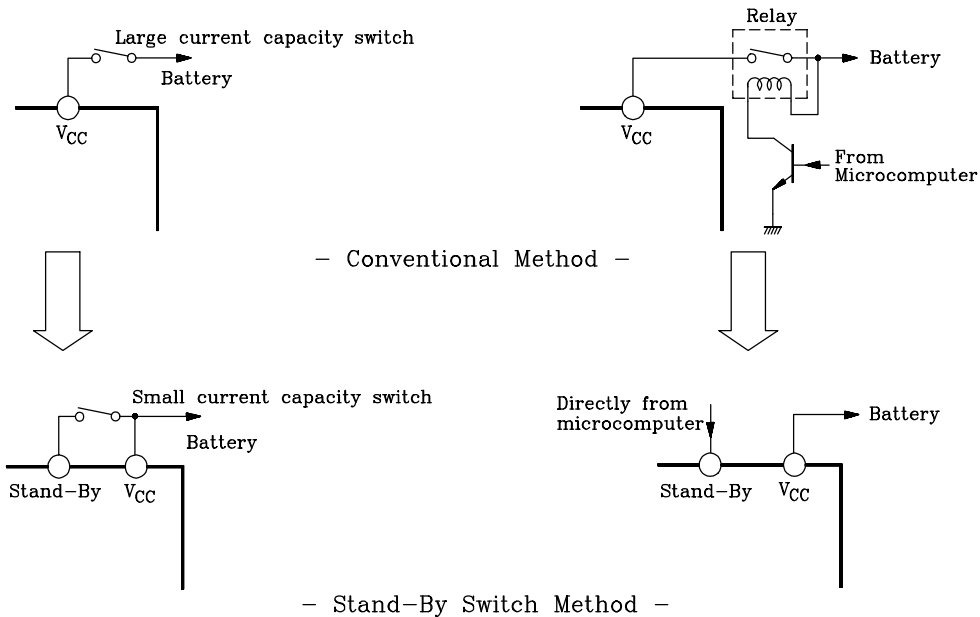 Relay
Large current capacity switch
Battery
Battery
VCC
VCC
From
Microcomputer
− Conventional Method −
Small current capacity switch
Battery
Directly from
microcomputer
Battery
Stand−By
VCC
Stand−By
VCC
− Stand−By Switch Method −